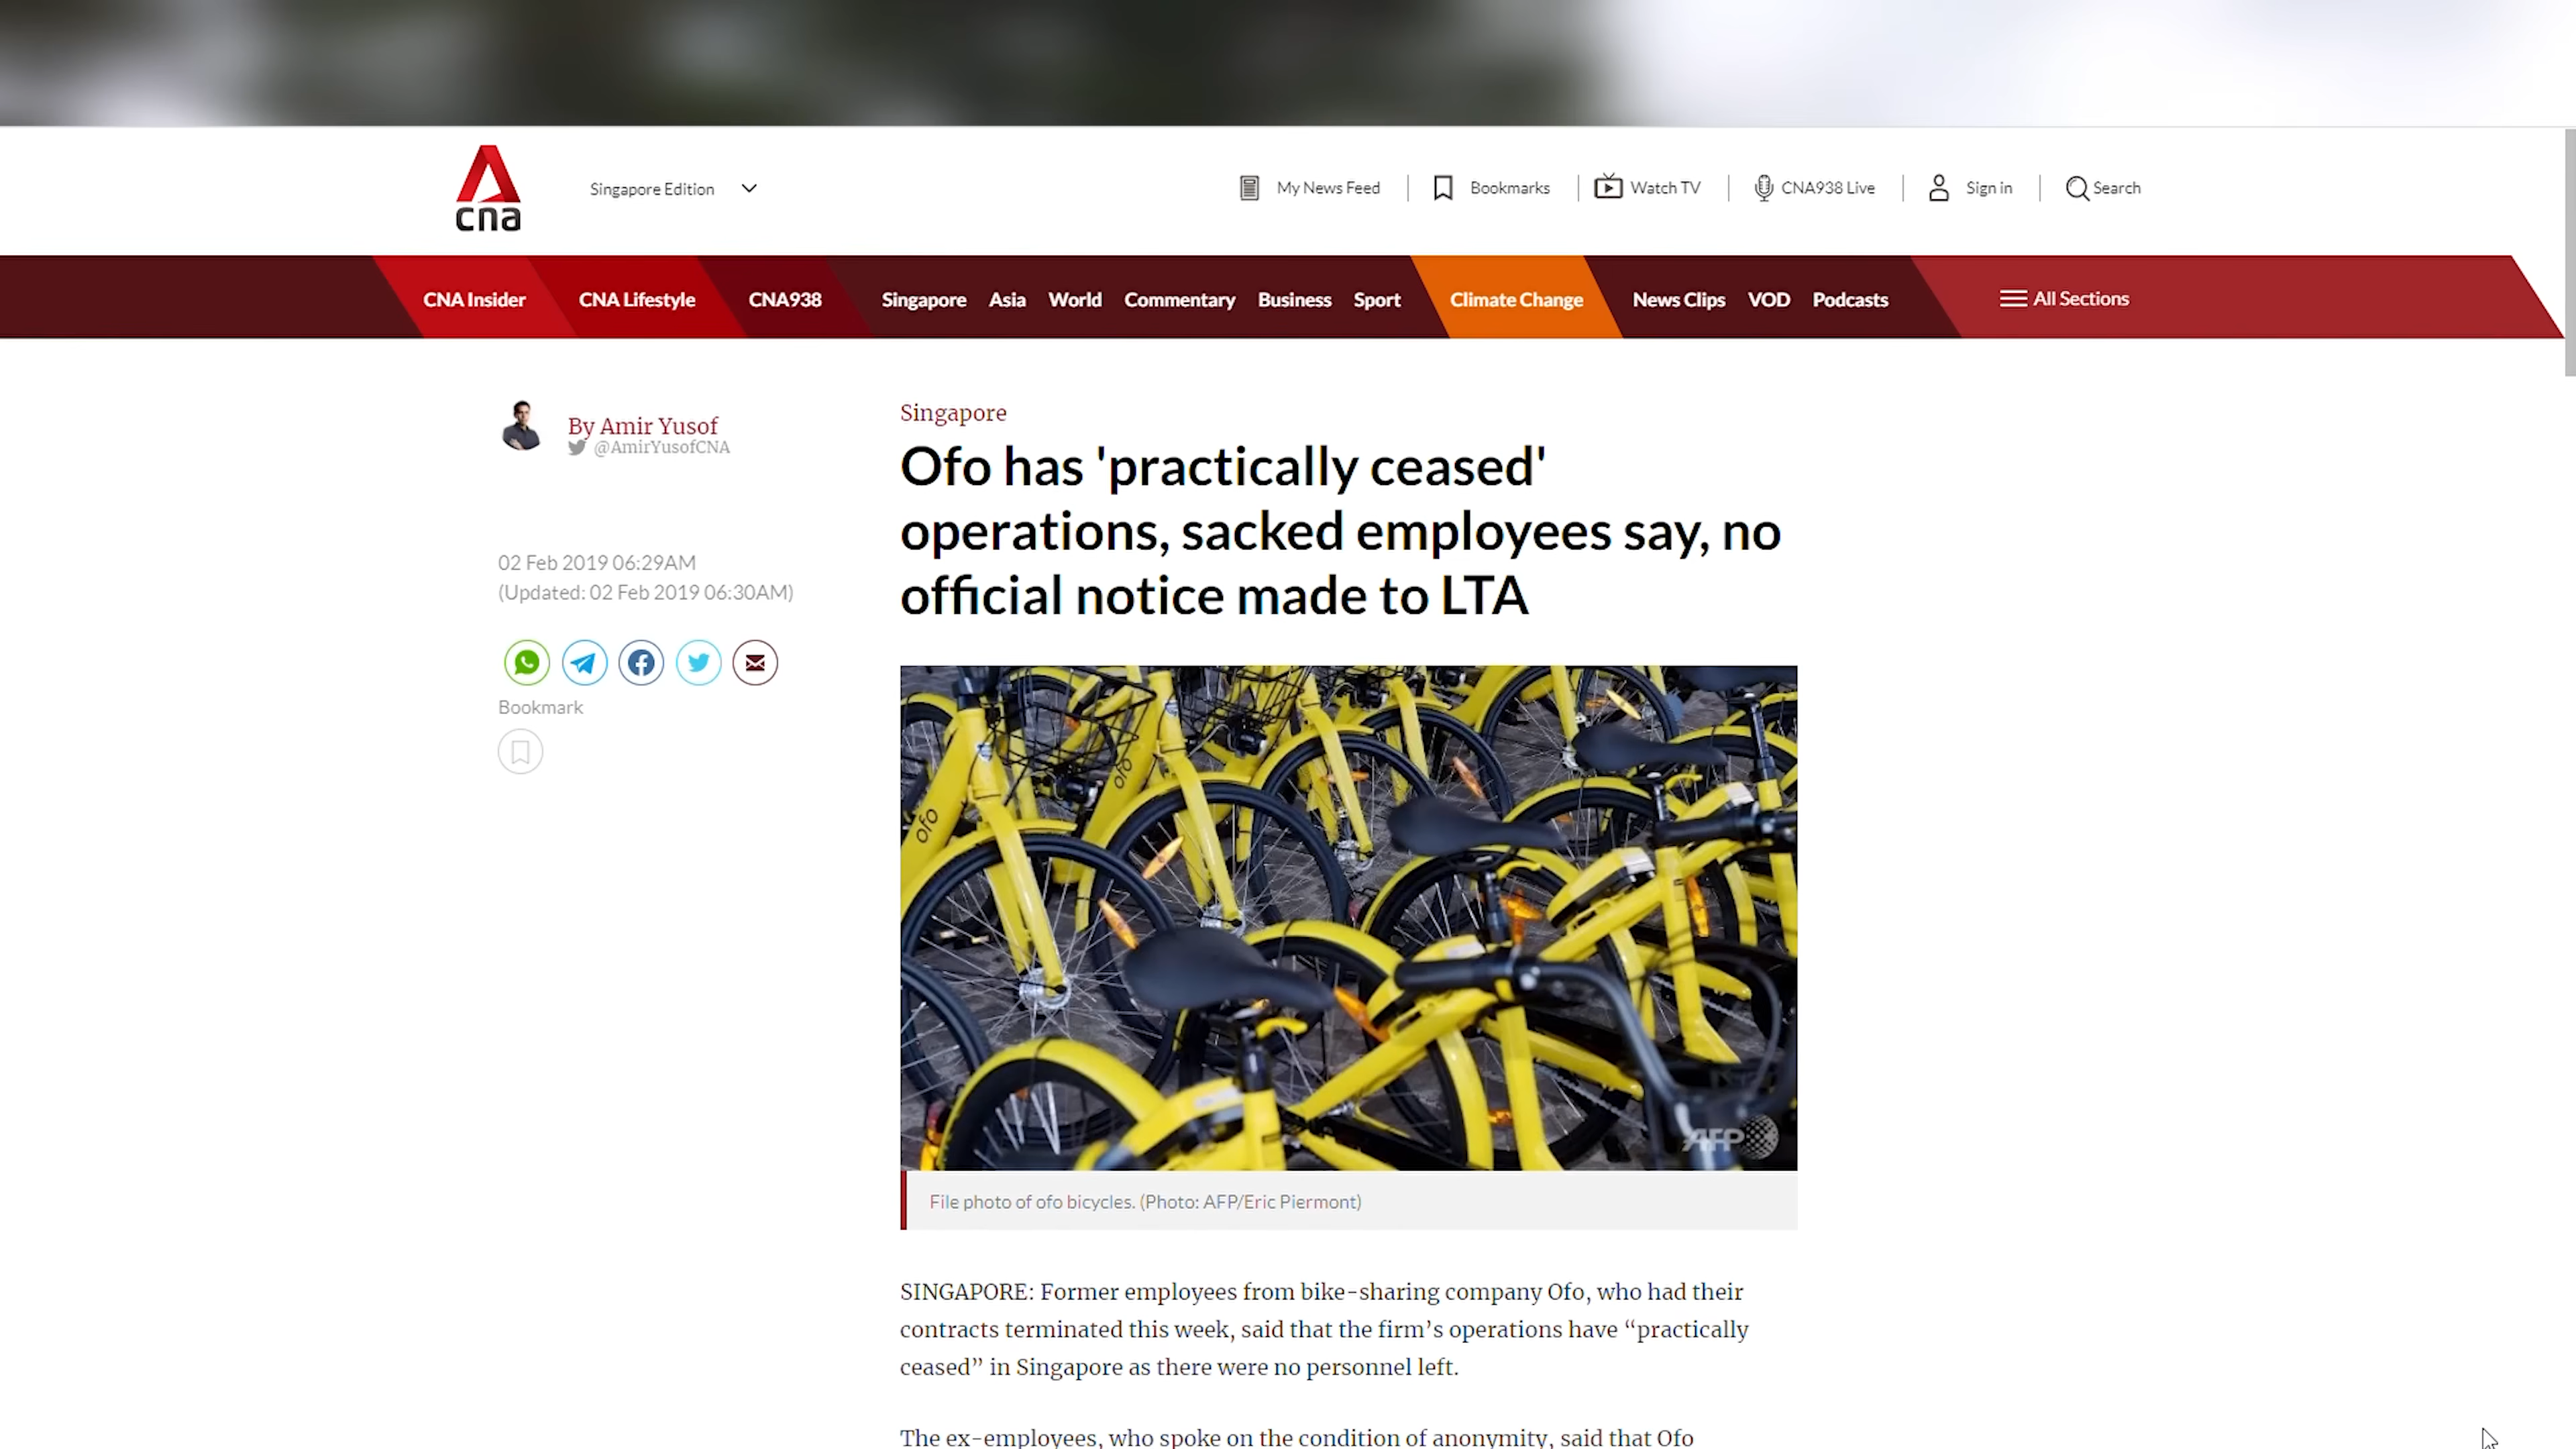 cna
Singapore Edition
My News Feed
Bookmarks
Watch TV
CNA938 Live
Sign in
Search
CNA Insider
CNA Lifestyle
CNA938
Singapore
Asia
World
Commentary
Business
Sport
Climate Change
News Clips
VOD
Podcasts
All Sections
By Amir Yusof
@AmirYusofCNA
02 Feb 2019 06:29AM
(Updated: 02 Feb 2019 06:30AM)
Bookmark
Singapore
Ofo has 'practically ceased'
operations, sacked employees say, no
official notice made to LTA
ofo
ofo
AFP
File photo of ofo bicycles. (Photo: AFP/Eric Piermont)
SINGAPORE: Former employees from bike-sharing company Ofo, who had their
contracts terminated this week, said that the firm’s operations have “practically
ceased” in Singapore as there were no personnel left.
The ex-employees, who spoke on the condition of anonymity, said that Ofo